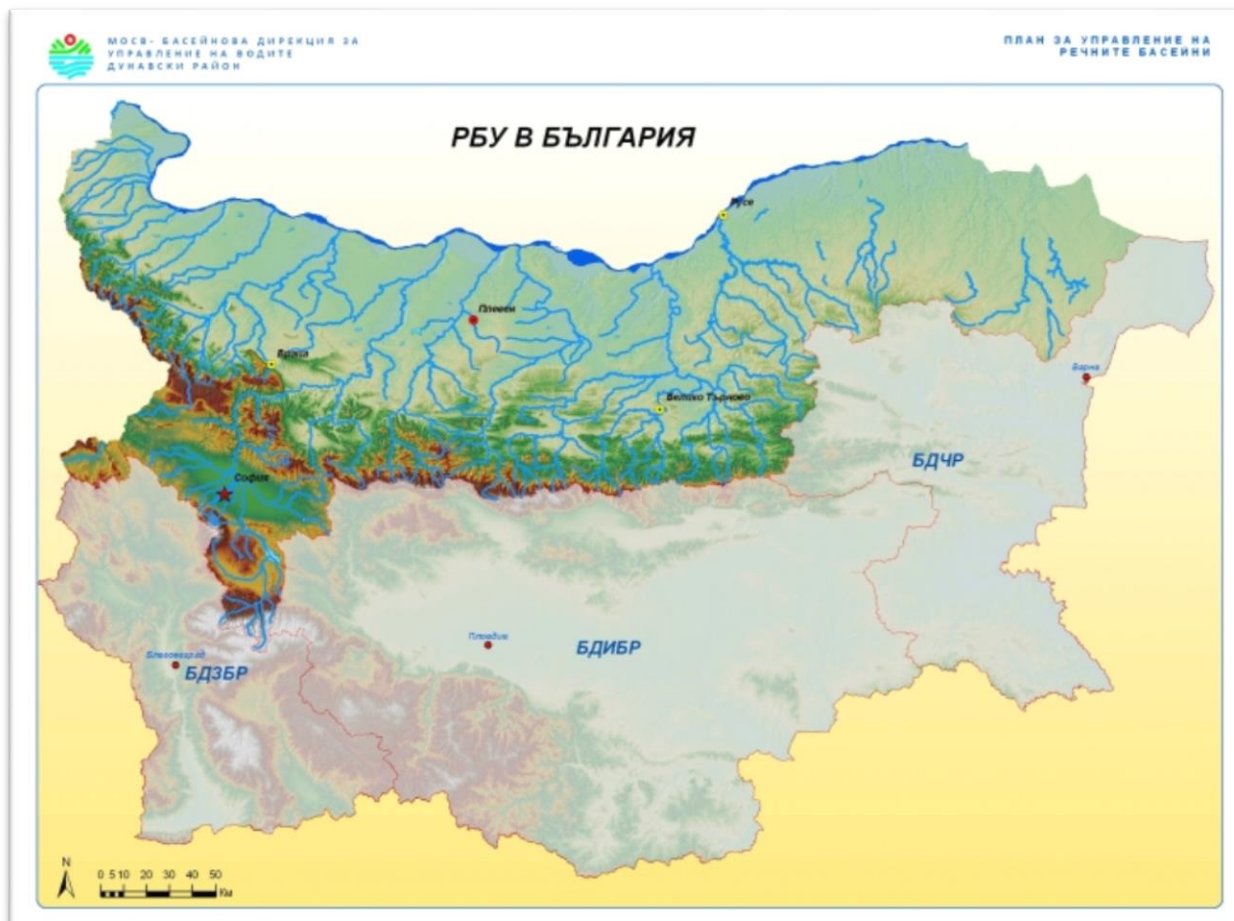 МОСВ- БАСЕЙНОВА ДИРЕКЦИЯ ЗА
УПРАВЛЕНИЕ НА ВОДИТЕ
ДУНАВСКИ РАЙОН
ПЛАН ЗА УПРАВЛЕНИЕ НА
РЕЧНИТЕ БАСЕЙНИ
РБУ В БЪЛГАРИЯ
Русе
Плевен
Враца
Варна
Велико Търново
БДЧР
София
Пловдив
БДИБР
Благоевград
БДЗБР
N
0 5 10 20 30 40 50
Км